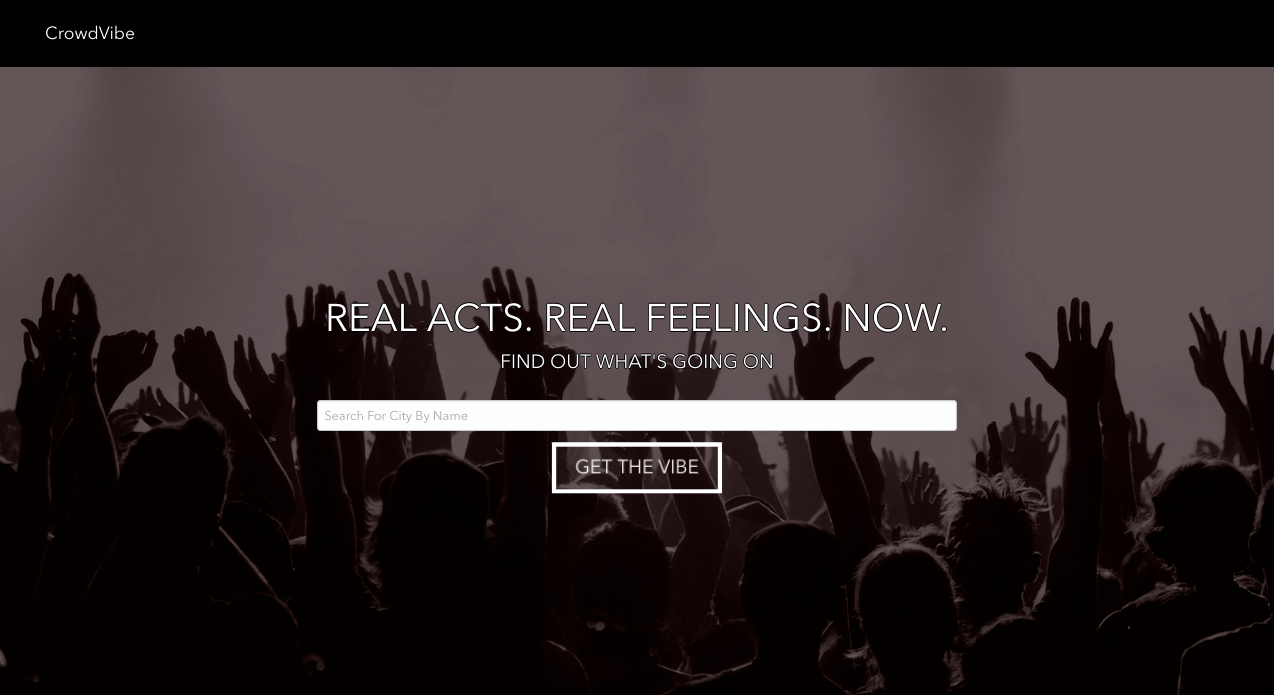 CrowdVibe
REAL ACTS. REAL FEELINGS. NOW.
FIND OUT WHAT'S GOING ON
Search For City By Name
GET THE VIBE